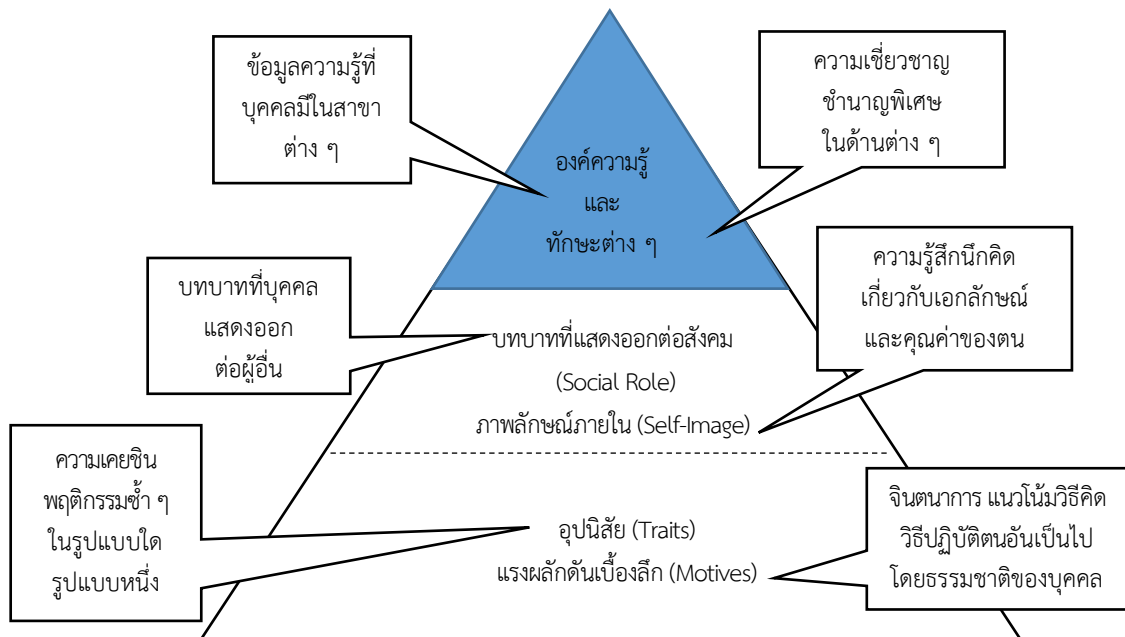 ข้อมูลความรู้ที่
บุคคลมีในสาขา
ต่าง ๆ
ความเชี่ยวชาญ
ชำนาญพิเศษ
ในด้านต่าง ๆ
องค์ความรู้
และ
ทักษะต่าง ๆ
บทบาทที่บุคคล
แสดงออก
ต่อผู้อื่น
ความรู้สึกนึกคิด
เกี่ยวกับเอกลักษณ์
และคุณค่าของตน
บทบาทที่แสดงออกต่อสังคม
(Social Role)
ภาพลักษณ์ภายใน (Self-Image)
ความเคยชิน
พฤติกรรมซ้ำ ๆ
ในรูปแบบใด
รูปแบบหนึ่ง
จินตนาการ แนวโน้มวิธีคิด
วิธีปฏิบัติตนอันเป็นไป
โดยธรรมชาติของบุคคล
อุปนิสัย (Traits)
แรงผลักดันเบื้องลึก (Motives)